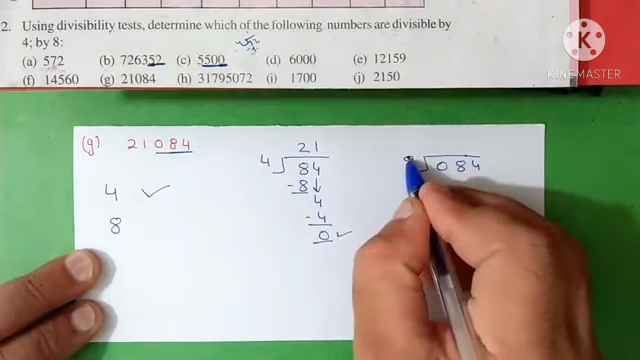 2. Using divisibility tests, determine which of the following numbers are divisible by
4; by 8:
(a) 572 (b) 726352 (c) 5500 (d) 6000 (e) 12159
(f) 14560 (g) 21084 (h) 31795072 (i) 1700 (j) 2150
KINEMASTER
(g) 21084
4 ✓
8
21
4 84
-8↓
4
-4
0 ✓
084